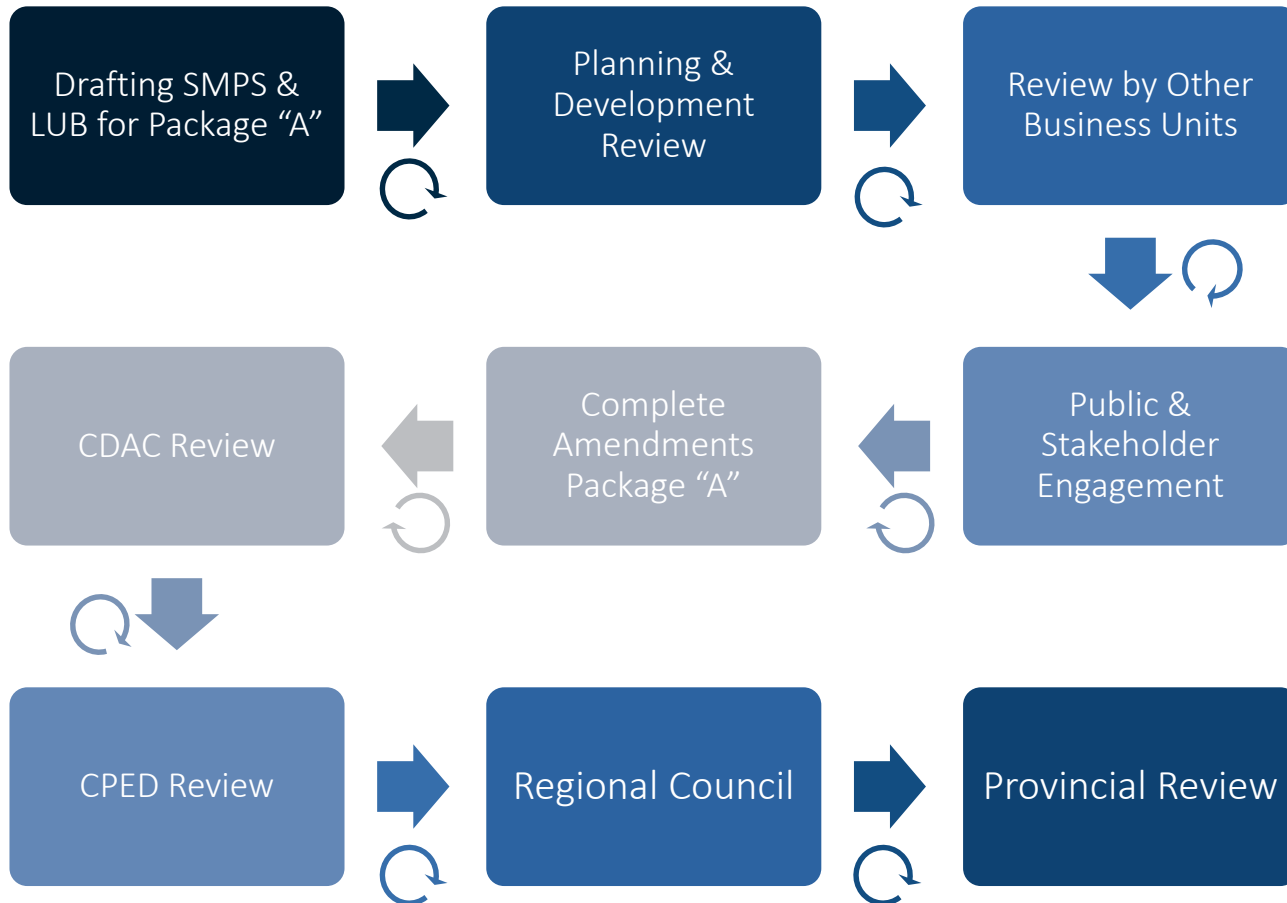 Drafting SMPS &
LUB for Package “A”
Planning &
Development
Review
Review by Other
Business Units
Public &
Stakeholder
Engagement
Complete
Amendments
Package “A”
CDAC Review
CPED Review
Regional Council
Provincial Review